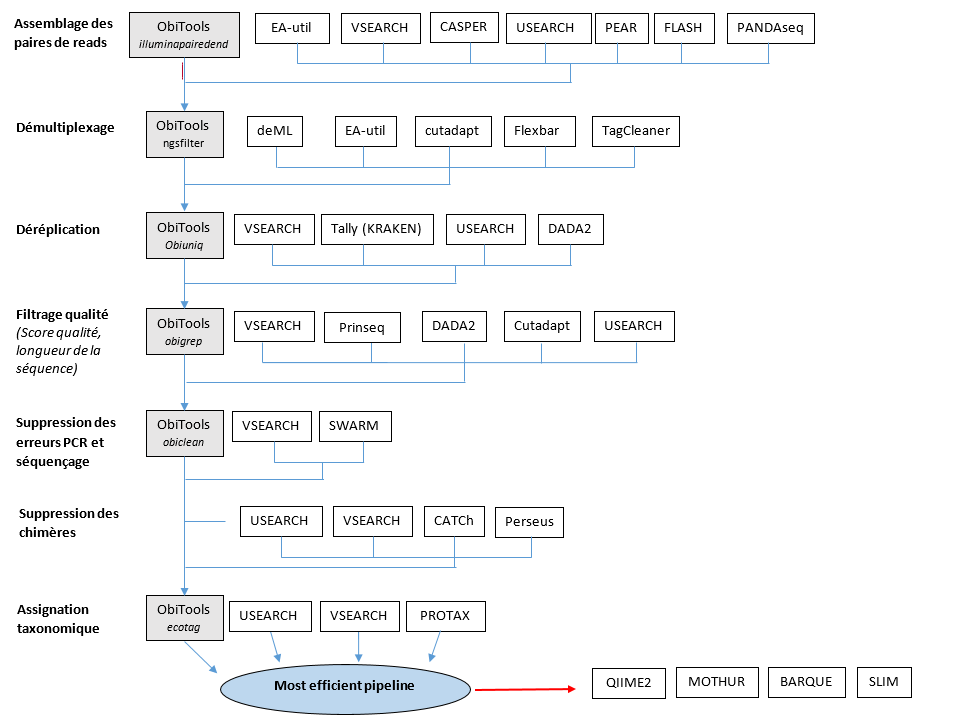 Assemblage des
paires de reads
ObiTools
illuminapairedend
EA-util
VSEARCH
CASPER
USEARCH
PEAR
FLASH
PANDAseq
Démultiplexage
ObiTools
ngsfilter
deML
EA-util
cutadapt
Flexbar
TagCleaner
Déréplication
ObiTools
Obiuniq
VSEARCH
Tally (KRAKEN)
USEARCH
DADA2
Filtrage qualité
(Score qualité,
longueur de la
séquence)
ObiTools
obigrep
VSEARCH
Prinseq
DADA2
Cutadapt
USEARCH
Suppression des
erreurs PCR et
séquençage
ObiTools
obiclean
VSEARCH
SWARM
Suppression des
chimères
USEARCH
VSEARCH
CATCh
Perseus
Assignation
taxonomique
ObiTools
ecotag
USEARCH
VSEARCH
PROTAX
Most efficient pipeline
QIIME2
MOTHUR
BARQUE
SLIM